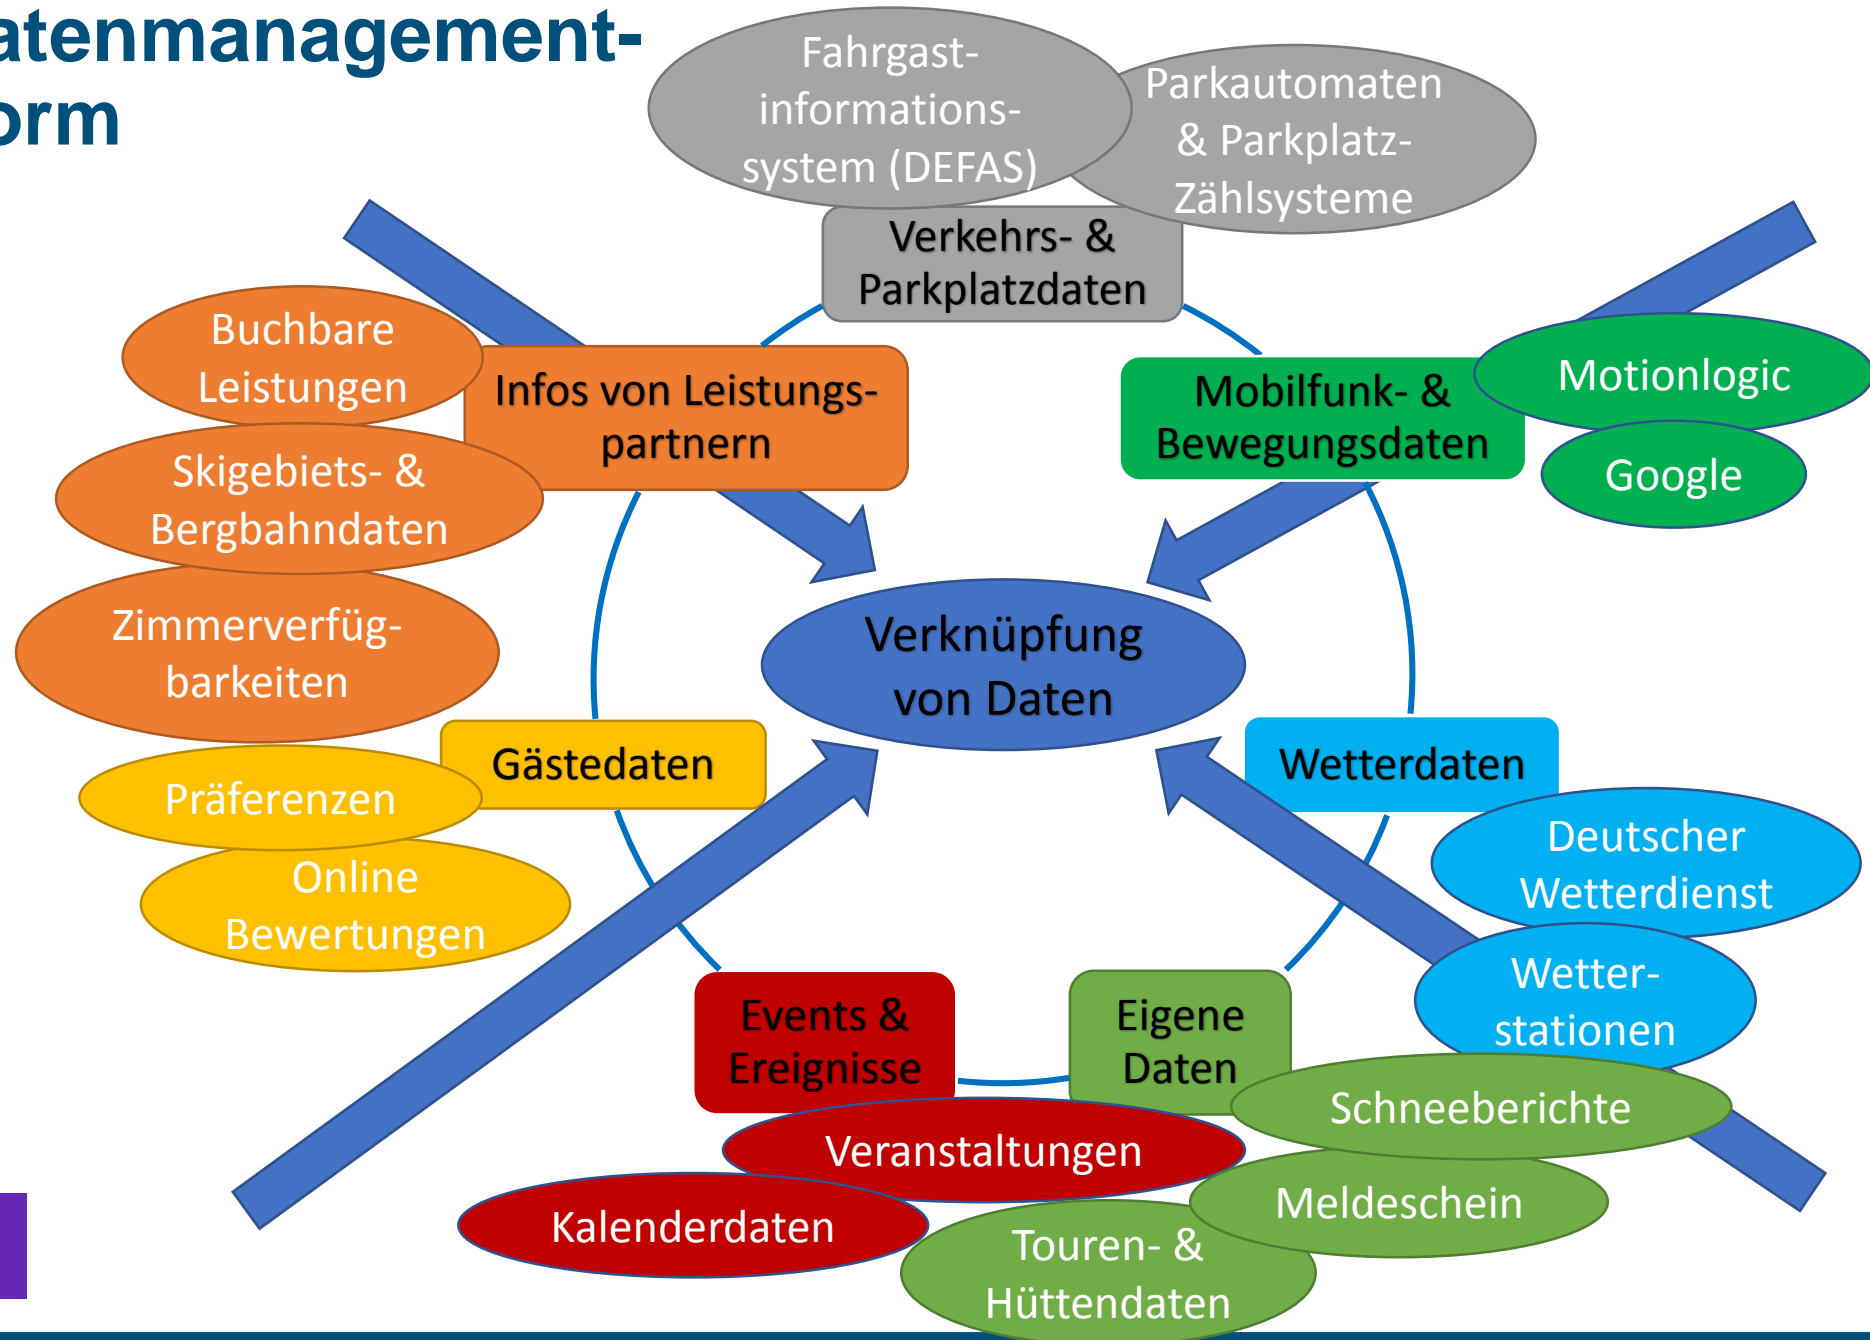 atenmanagement-
orm
Fahrgast-
informations-
system (DEFAS)
Parkautomaten
& Parkplatz-
Zählsysteme
Verkehrs- &
Parkplatzdaten
Buchbare
Leistungen
Infos von Leistungs-
partnern
Skigebiets- &
Bergbahndaten
Zimmerverfüg-
barkeiten
Mobilfunk- &
Bewegungsdaten
Motionlogic
Google
Verknüpfung
von Daten
Gästedaten
Präferenzen
Online
Bewertungen
Wetterdaten
Deutscher
Wetterdienst
Wetter-
stationen
Events &
Ereignisse
Veranstaltungen
Kalenderdaten
Eigene
Daten
Schneeberichte
Meldeschein
Touren- &
Hüttendaten